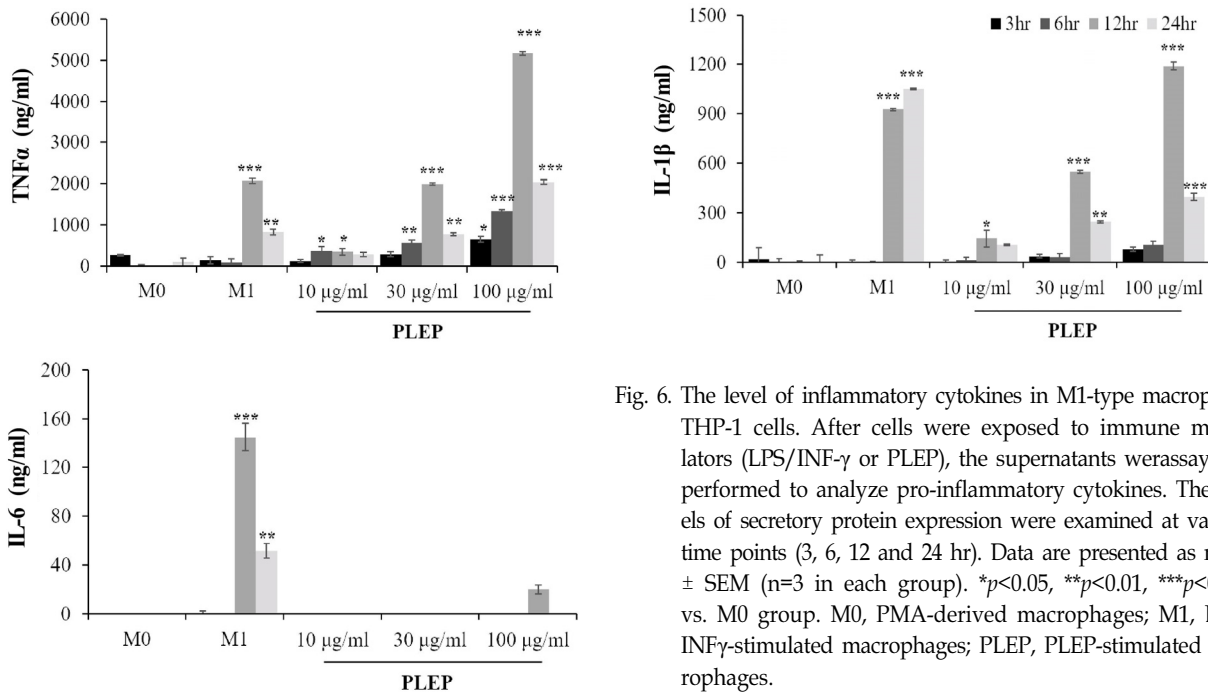 6000
5000
4000
3000
2000
1000
0
TNFα (ng/ml)
***
**
*
*
**
***
**
*
***
***
***
M0
M1
10 µg/ml
30 µg/ml
100 µg/ml
PLEP
1500
1200
900
600
300
0
IL-1β (ng/ml)
3hr 6hr 12hr 24hr
***
***
*
***
**
***
***
M0
M1
10 µg/ml
30 µg/ml
100 µg/ml
PLEP
200
160
120
80
40
0
IL-6 (ng/ml)
***
**
M0
M1
10 µg/ml
30 µg/ml
100 µg/ml
PLEP
Fig. 6. The level of inflammatory cytokines in M1-type macrop
THP-1 cells. After cells were exposed to immune m
lators (LPS/INF-γ or PLEP), the supernatants werassay
performed to analyze pro-inflammatory cytokines. The
els of secretory protein expression were examined at va
time points (3, 6, 12 and 24 hr). Data are presented as
± SEM (n=3 in each group). *p<0.05, **p<0.01, ***p<0
vs. M0 group. M0, PMA-derived macrophages; M1,
INFγ-stimulated macrophages; PLEP, PLEP-stimulated
rophages.